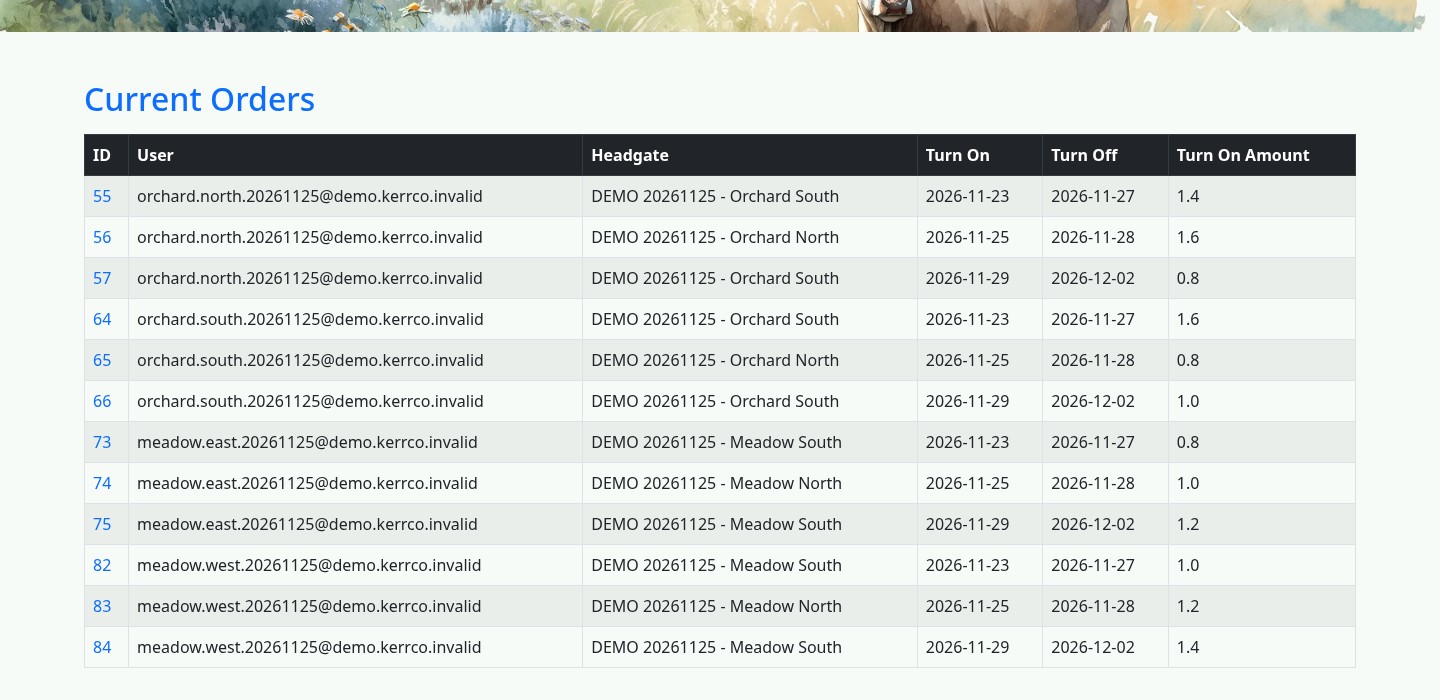 Current Orders
ID User Headgate Turn On Turn Off Turn On Amount
55 orchard.north.20261125@demo.kerrco.invalid DEMO 20261125 - Orchard South 2026-11-23 2026-11-27 1.4
56 orchard.north.20261125@demo.kerrco.invalid DEMO 20261125 - Orchard North 2026-11-25 2026-11-28 1.6
57 orchard.north.20261125@demo.kerrco.invalid DEMO 20261125 - Orchard South 2026-11-29 2026-12-02 0.8
64 orchard.south.20261125@demo.kerrco.invalid DEMO 20261125 - Orchard South 2026-11-23 2026-11-27 1.6
65 orchard.south.20261125@demo.kerrco.invalid DEMO 20261125 - Orchard North 2026-11-25 2026-11-28 0.8
66 orchard.south.20261125@demo.kerrco.invalid DEMO 20261125 - Orchard South 2026-11-29 2026-12-02 1.0
73 meadow.east.20261125@demo.kerrco.invalid DEMO 20261125 - Meadow South 2026-11-23 2026-11-27 0.8
74 meadow.east.20261125@demo.kerrco.invalid DEMO 20261125 - Meadow North 2026-11-25 2026-11-28 1.0
75 meadow.east.20261125@demo.kerrco.invalid DEMO 20261125 - Meadow South 2026-11-29 2026-12-02 1.2
82 meadow.west.20261125@demo.kerrco.invalid DEMO 20261125 - Meadow South 2026-11-23 2026-11-27 1.0
83 meadow.west.20261125@demo.kerrco.invalid DEMO 20261125 - Meadow North 2026-11-25 2026-11-28 1.2
84 meadow.west.20261125@demo.kerrco.invalid DEMO 20261125 - Meadow South 2026-11-29 2026-12-02 1.4